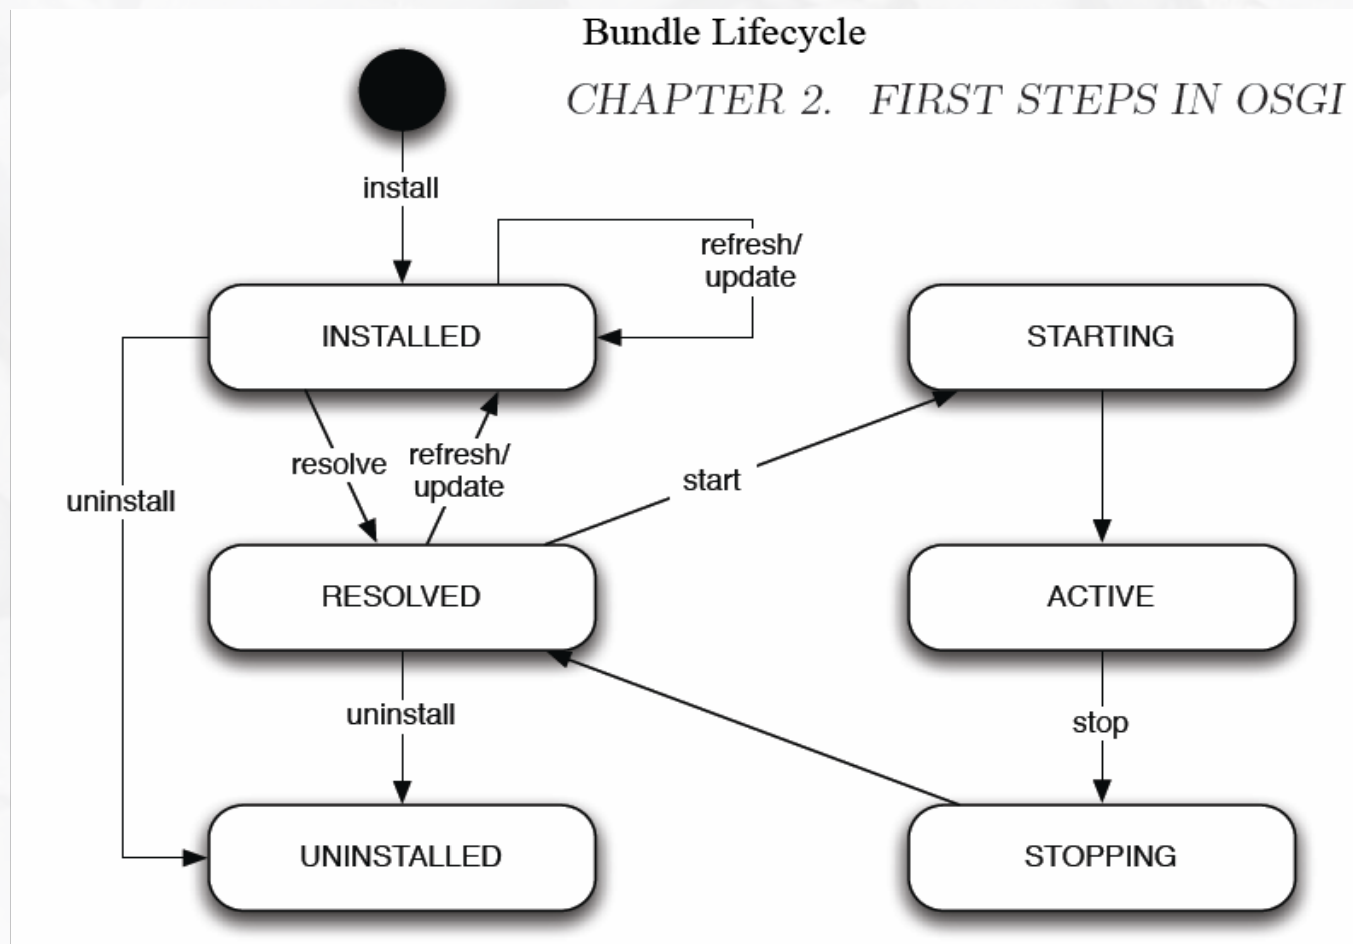 Bundle Lifecycle
CHAPTER 2. FIRST STEPS IN OSGI
install
refresh/
update
INSTALLED
STARTING
resolve
refresh/
update
start
uninstall
RESOLVED
ACTIVE
uninstall
stop
UNINSTALLED
STOPPING